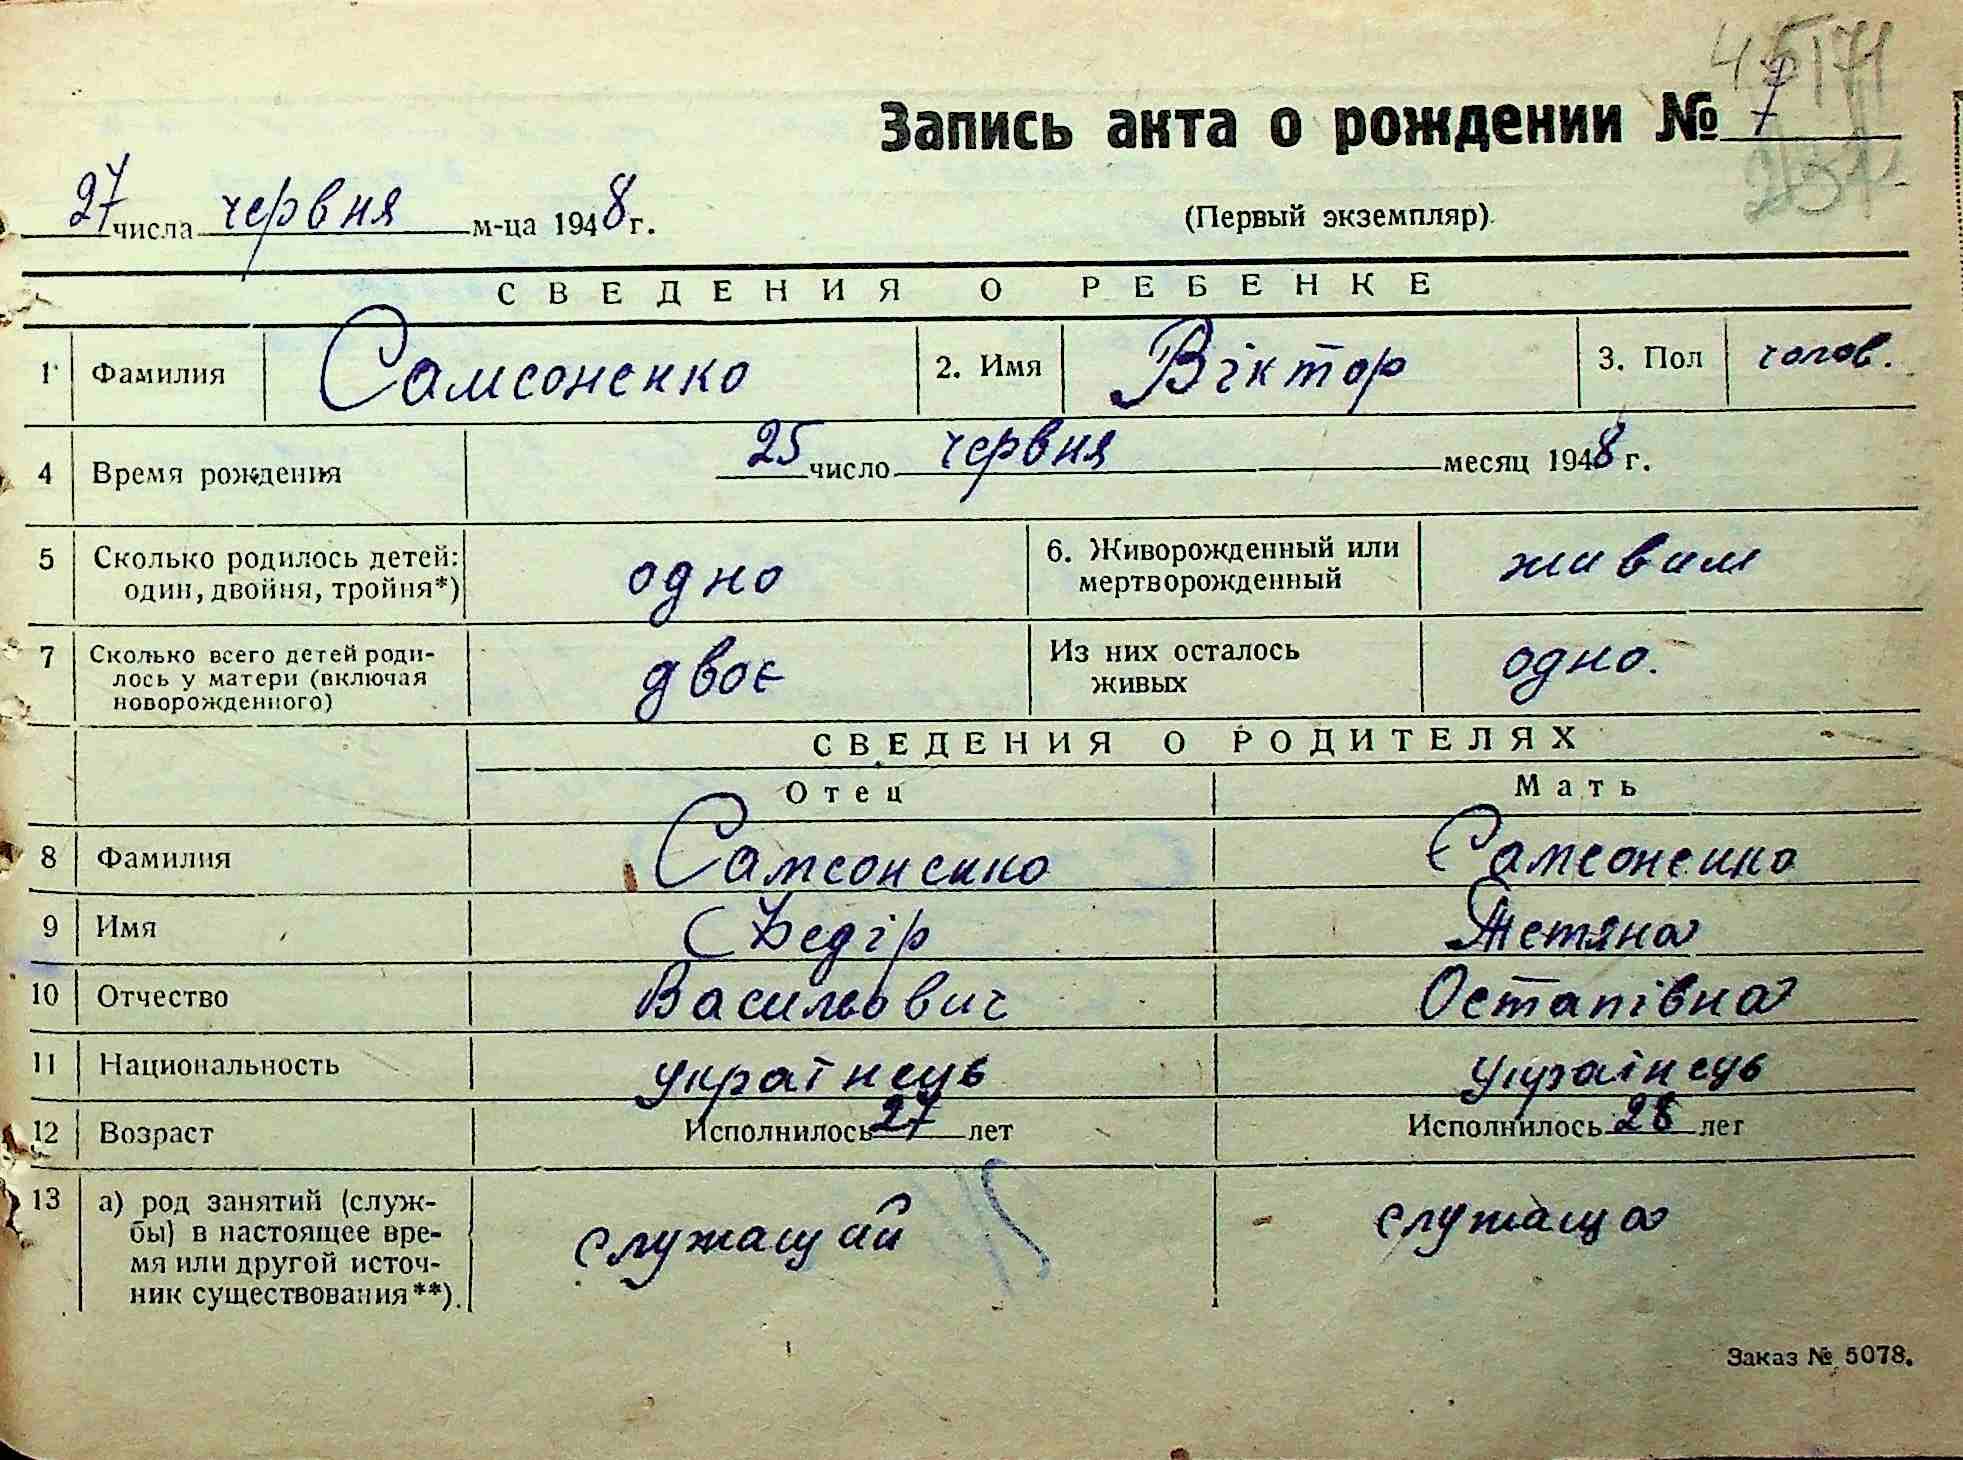 Запись акта о рождении № 7
27 числа червня м-ца 1948 г.
(Первый экземпляр).
СВЕДЕНИЯ О РЕБЕНКЕ
1 Фамилия Самсоненко 2. Имя Віктор 3. Пол чолов.
4 Время рождения 25 число червня месяц 1948 г.
5 Сколько родилось детей: один, двойня, тройня*) одно 6. Живорожденный или мертворожденный живим
7 Сколько всего детей родилось у матери (включая новорожденного) двоє Из них осталось живых одно.
СВЕДЕНИЯ О РОДИТЕЛЯХ
Отец Мать
8 Фамилия Самсоненко Самсоненко
9 Имя Федір Тетяна
10 Отчество Васильович Остапівна
11 Национальность українець українець
12 Возраст Исполнилось 27 лет Исполнилось 28 лет
13 а) род занятий (службы) в настоящее время или другой источник существования**). служащий служаща
Заказ № 5078.